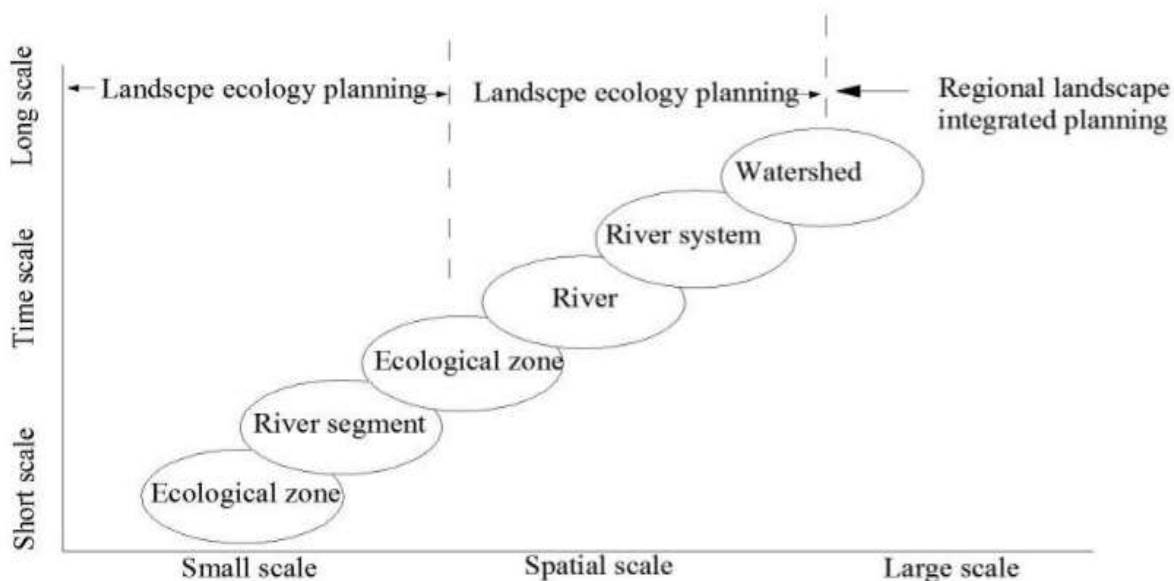 Landscpe ecology planning
Landscpe ecology planning
Regional landscape
integrated planning
Long scale
Time scale
Short scale
Watershed
River system
River
Ecological zone
River segment
Ecological zone
Small scale
Spatial scale
Large scale